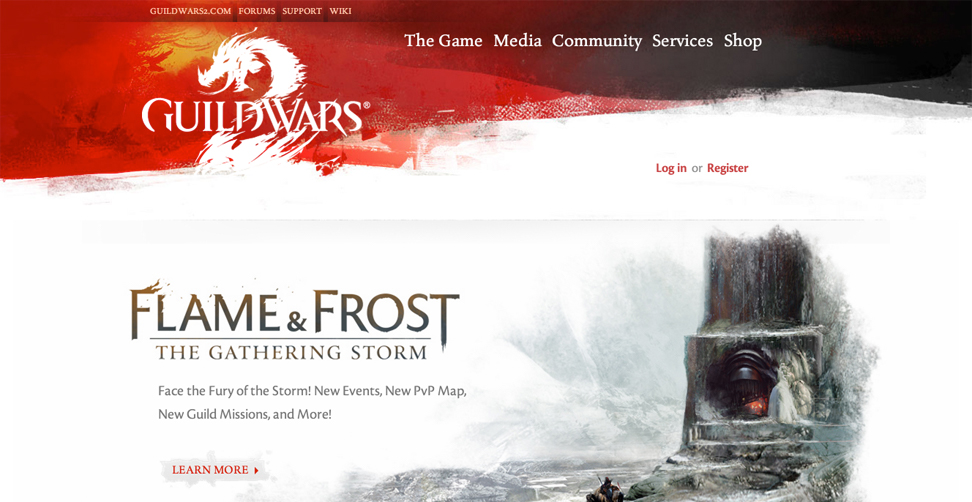 GUILDWARS2.COM FORUMS SUPPORT WIKI
The Game Media Community Services Shop
GUILDWARS®
Log in or Register
FLAME & FROST
THE GATHERING STORM
Face the Fury of the Storm! New Events, New PvP Map,
New Guild Missions, and More!
LEARN MORE